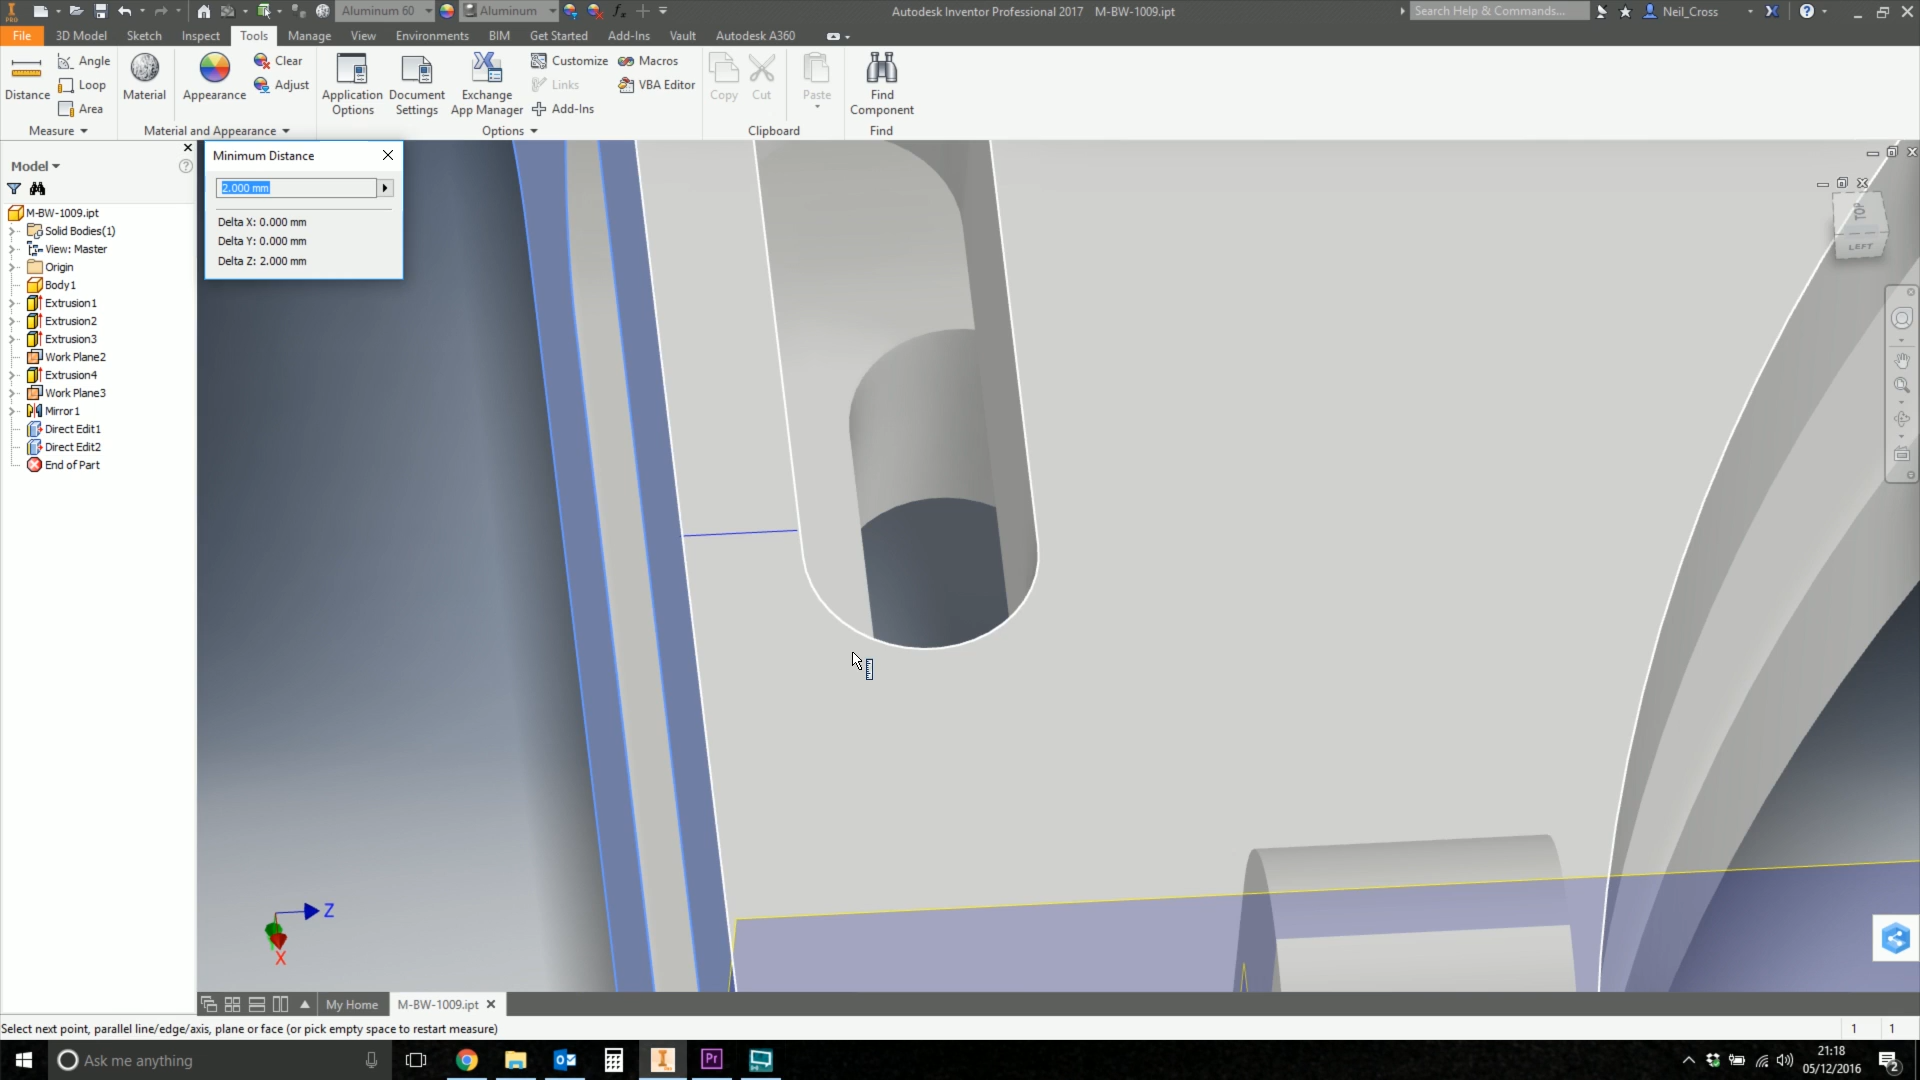 Aluminum 60
Aluminum
Autodesk Inventor Professional 2017 M-BW-1009.ipt
Search Help & Commands...
Neil_Cross
PRO
File 3D Model Sketch Inspect Tools Manage View Environments BIM Get Started Add-Ins Vault Autodesk A360
Distance
Angle
Loop
Area
Measure
Material
Appearance
Clear
Adjust
Material and Appearance
Application Options
Document Settings
Exchange App Manager
Customize
Links
Add-Ins
Macros
VBA Editor
Options
Copy
Cut
Paste
Clipboard
Find Component
Find
Model
M-BW-1009.ipt
Solid Bodies(1)
View: Master
Origin
Body1
Extrusion1
Extrusion2
Extrusion3
Work Plane2
Extrusion4
Work Plane3
Mirror1
Direct Edit1
Direct Edit2
End of Part
Minimum Distance
2.000 mm
Delta X: 0.000 mm
Delta Y: 0.000 mm
Delta Z: 2.000 mm
TOP
LEFT
Z
X
My Home
M-BW-1009.ipt
Select next point, parallel line/edge/axis, plane or face (or pick empty space to restart measure)
1 1
Ask me anything
Pr
21:18
05/12/2016
2